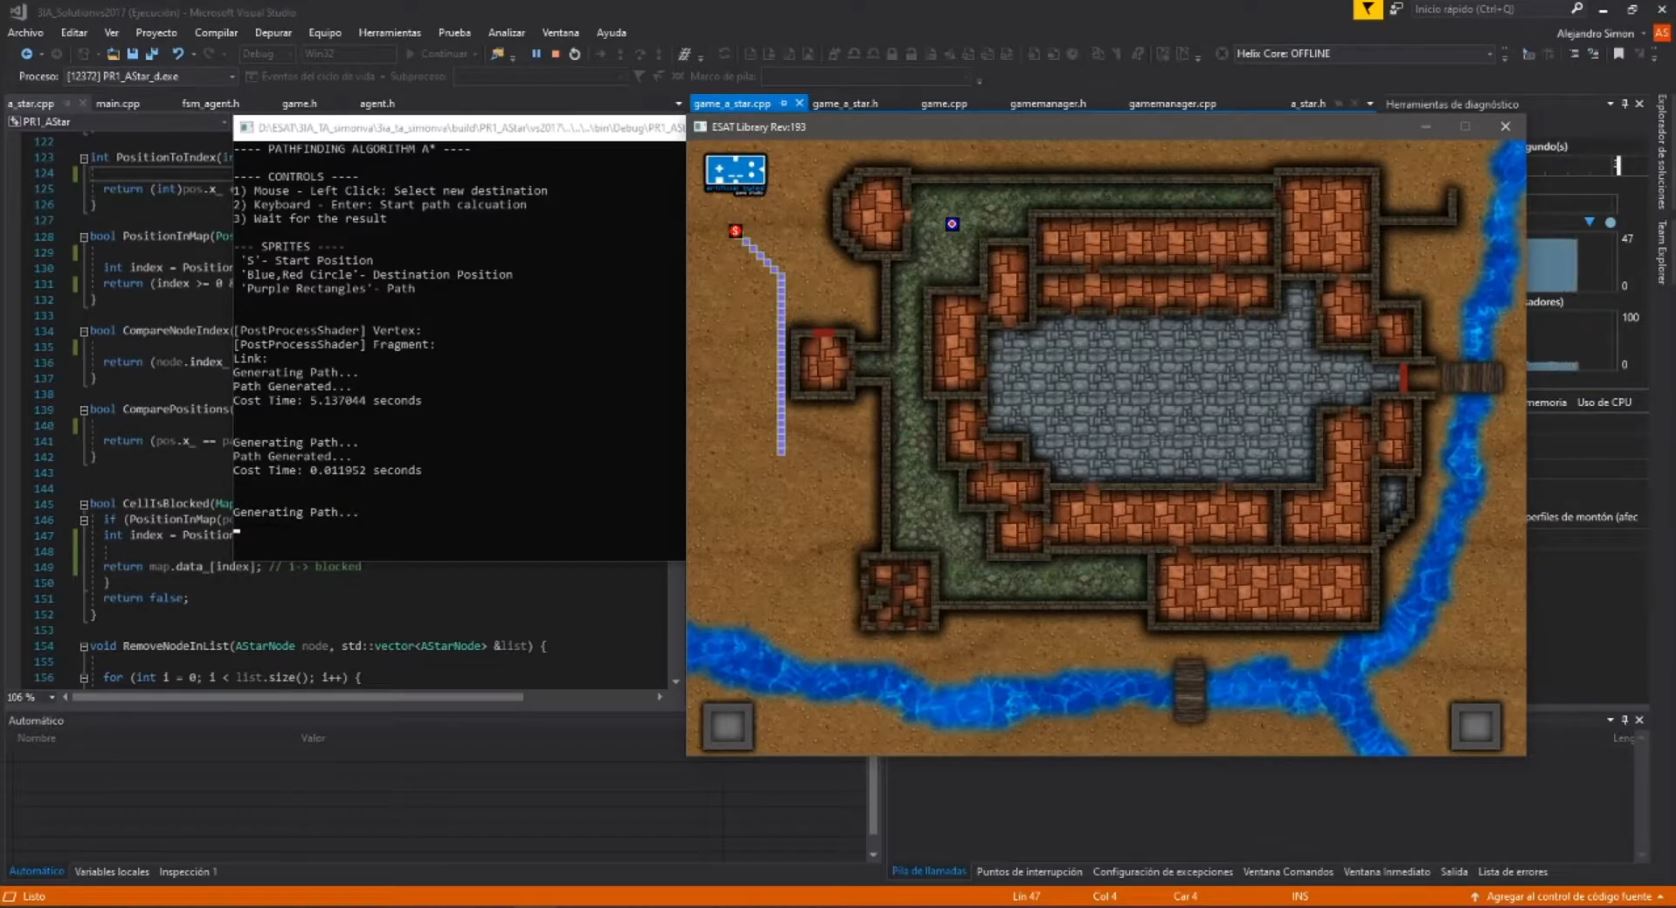 3IA_Solutionvs2017 (Ejecución) - Microsoft Visual Studio
Inicio rápido (Ctrl+Q)
Archivo Editar Ver Proyecto Compilar Depurar Equipo Herramientas Prueba Analizar Ventana Ayuda
Alejandro Simon
AS
Debug Win32 Continuar
Helix Core: OFFLINE
Proceso: [12372] PR1_AStar_d.exe Eventos del ciclo de vida Subproceso: Marco de pila:
a_star.cpp main.cpp fsm_agent.h game.h agent.h
game_a_star.cpp game_a_star.h game.cpp gamemanager.h gamemanager.cpp a_star.h
Herramientas de diagnóstico
PR1_AStar
122
123 int PositionToIndex(
124
125 return (int)pos.x_
126 }
127
128 bool PositionInMap(Pos
129
130 int index = Position
131 return (index >= 0 &
132 }
133
134 bool CompareNodeIndex(
135
136 return (node.index_
137 }
138
139 bool ComparePositions(
140
141 return (pos.x_ == p
142 }
143
144
145 bool CellIsBlocked(Ma
146 if (PositionInMap(p
147 int index = Position
148
149 return map.data_[index]; // 1-> blocked
150 }
151 return false;
152 }
153
154 void RemoveNodeInList(AStarNode node, std::vector<AStarNode> &list) {
155
156 for (int i = 0; i < list.size(); i++) {
106 %
D:\ESAT\3IA_TA_simonva\3ia_ta_simonva\build\PR1_AStar\vs2017\..\..\..\bin\Debug\PR1_AS
---- PATHFINDING ALGORITHM A* ----
---- CONTROLS ----
1) Mouse - Left Click: Select new destination
2) Keyboard - Enter: Start path calcuation
3) Wait for the result
--- SPRITES ----
'S'- Start Position
'Blue,Red Circle'- Destination Position
'Purple Rectangles'- Path
[PostProcessShader] Vertex:
[PostProcessShader] Fragment:
Link:
Generating Path...
Path Generated...
Cost Time: 5.137044 seconds
Generating Path...
Path Generated...
Cost Time: 0.011952 seconds
Generating Path...
ESAT Library Rev:193
S
gundo(s)
47
0
sadores)
100
0
memoria Uso de CPU
perfiles de montón (afec
Explorador de soluciones
Team Explorer
Automático
Nombre Valor
Leng
Automático Variables locales Inspección 1
Pila de llamadas Puntos de interrupción Configuración de excepciones Ventana Comandos Ventana Inmediato Salida Lista de errores
Listo
Lín 47 Col 4 Car 4 INS
Agregar al control de código fuente